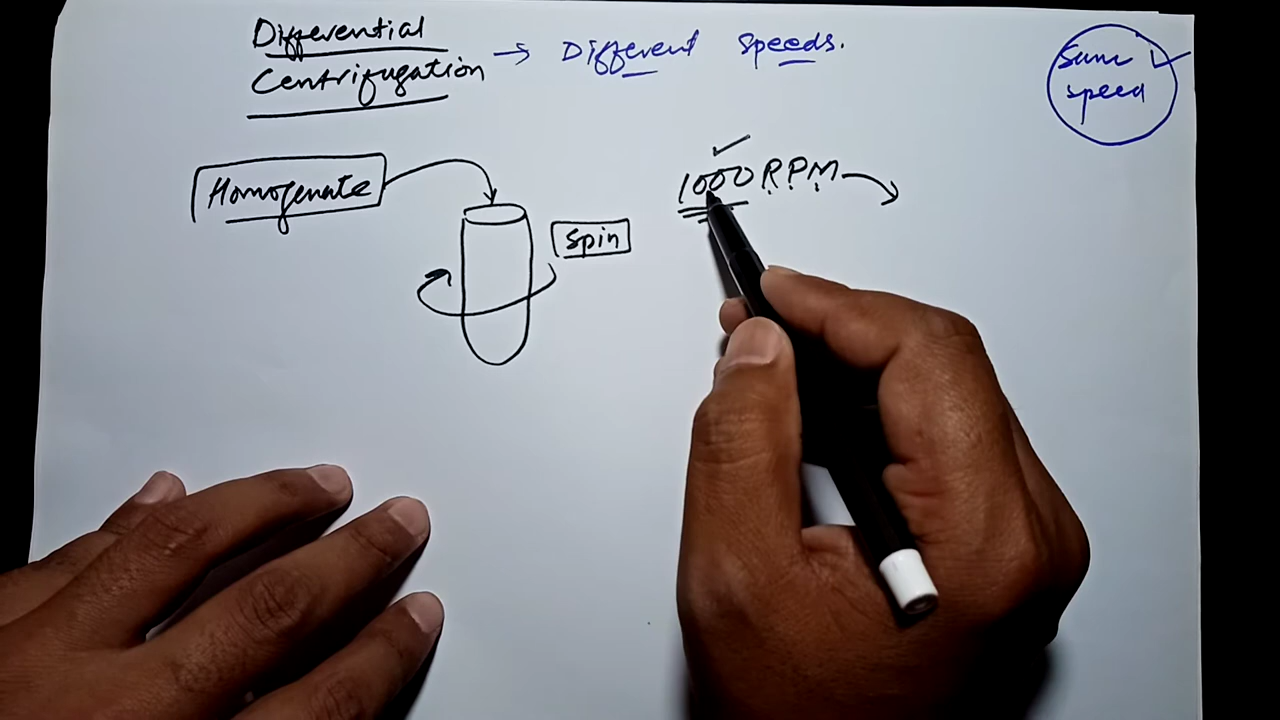 Differential
Centrifugation → Different speeds.
Same
speed
Homogenate
Spin
1000 RPM